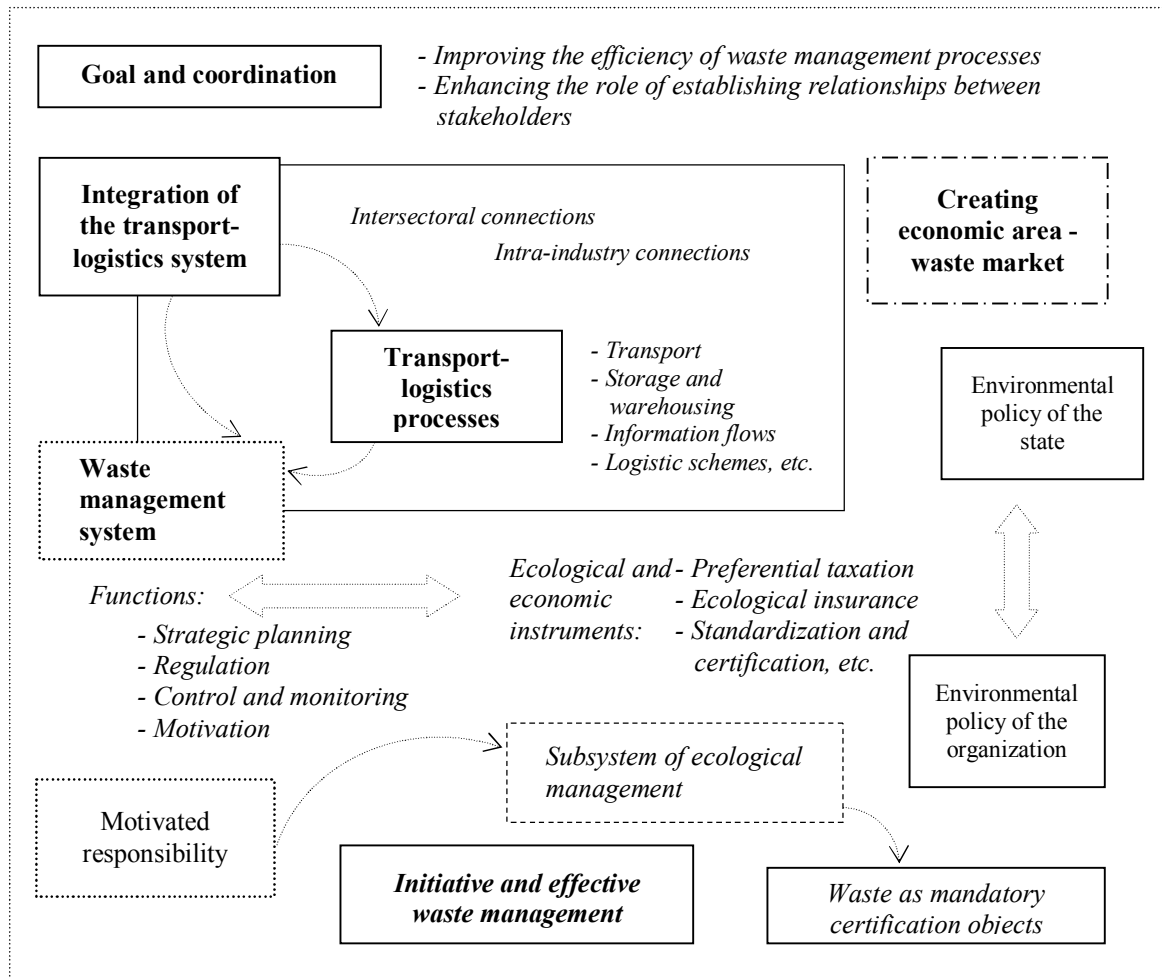 Goal and coordination
- Improving the efficiency of waste management processes
- Enhancing the role of establishing relationships between
stakeholders
Integration of
the transport-
logistics system
Intersectoral connections
Intra-industry connections
Creating
economic area -
waste market
Transport-
logistics
processes
- Transport
- Storage and
warehousing
- Information flows
- Logistic schemes, etc.
Environmental
policy of the
state
Waste
management
system
Functions:
- Strategic planning
- Regulation
- Control and monitoring
- Motivation
Ecological and
economic
instruments:
- Preferential taxation
- Ecological insurance
- Standardization and
certification, etc.
Environmental
policy of the
organization
Subsystem of ecological
management
Motivated
responsibility
Initiative and effective
waste management
Waste as mandatory
certification objects